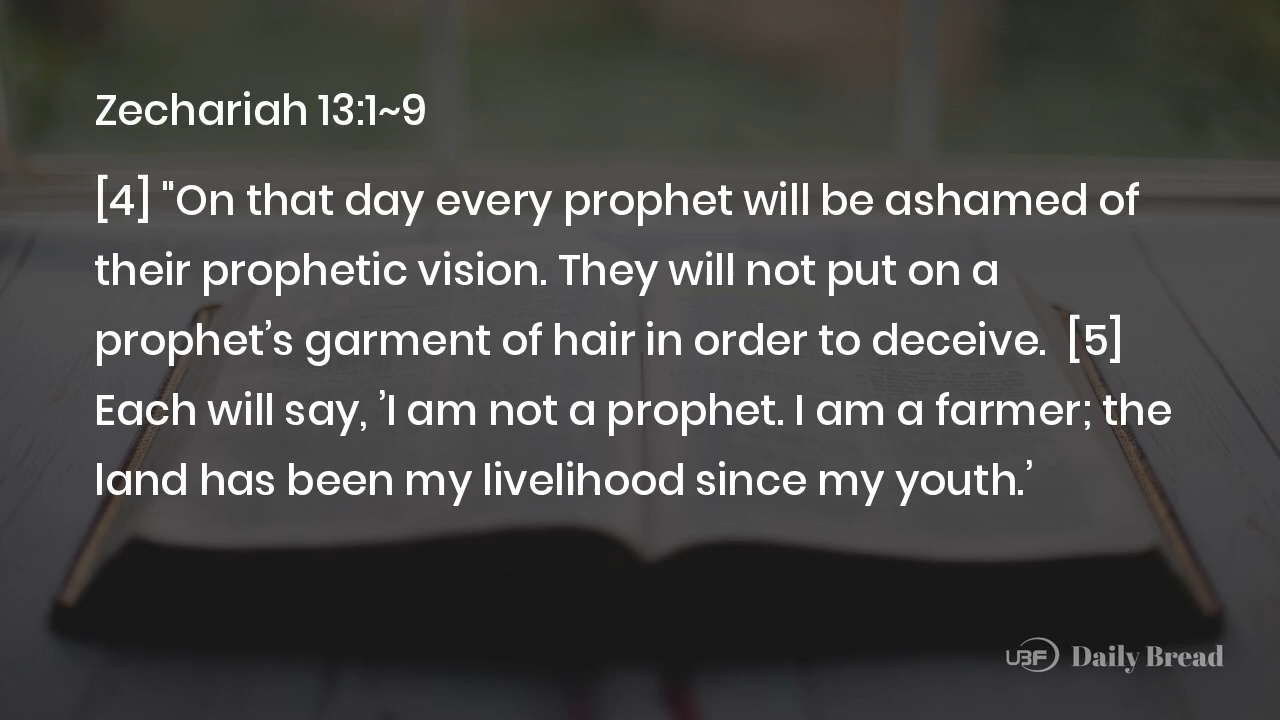 Zechariah 13:1~9
[4] "On that day every prophet will be ashamed of
their prophetic vision. They will not put on a
prophet’s garment of hair in order to deceive.  [5]
Each will say, ’I am not a prophet. I am a farmer; the
land has been my livelihood since my youth.’
UBF Daily Bread